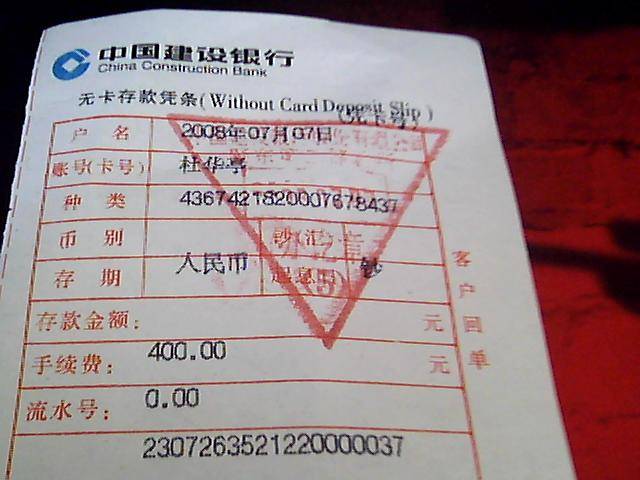 中国建设银行
China Construction Bank
无卡存款凭条(Without Card Deposit Slip)
(无卡号)
户 名 2008年07月07日
账号(卡号) 杜华亭
种 类 4367421820007678437
币 别 钞/汇
人民币 钞
存 期 起息日
存款金额: 元
手续费: 400.00 元
流水号: 0.00
2307263521220000037
客户回单